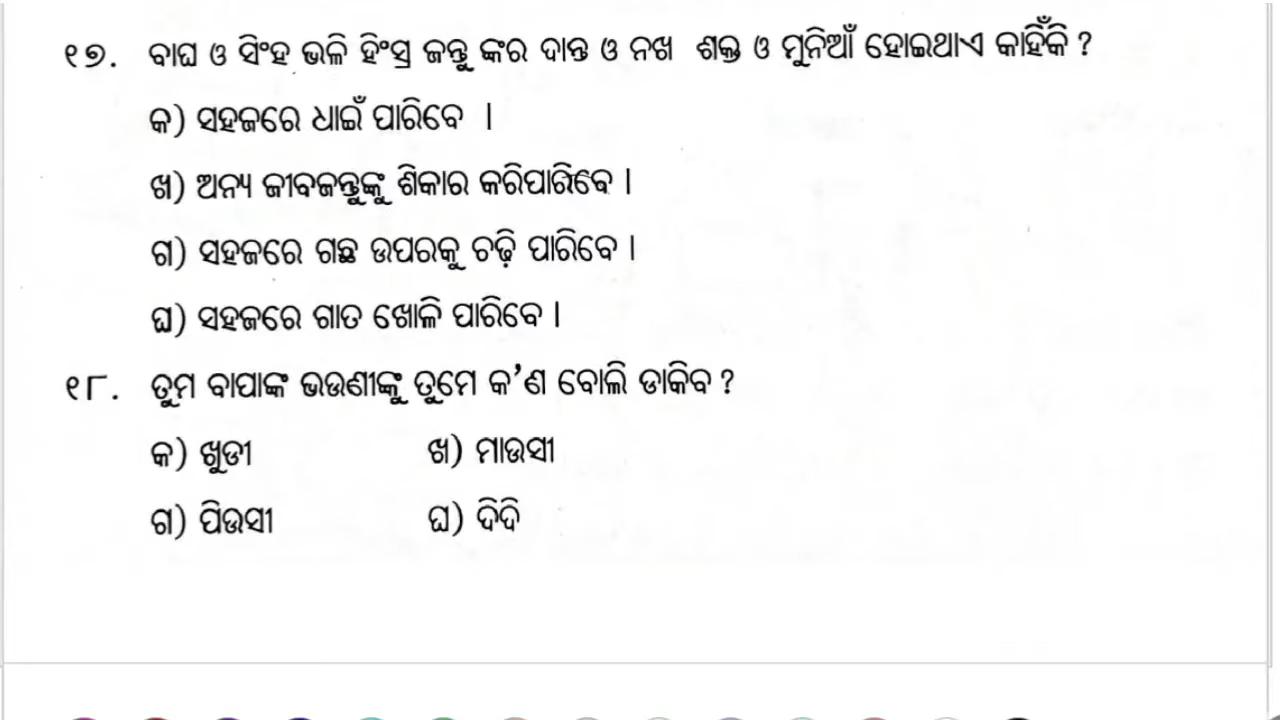 ୧୭. ବାଘ ଓ ସିଂହ ଭଳି ହିଂସ୍ର ଜନ୍ତୁ ଙ୍କର ଦାନ୍ତ ଓ ନଖ ଶକ୍ତ ଓ ମୁନିଆଁ ହୋଇଥାଏ କାହିଁକି ?
କ) ସହଜରେ ଧାଇଁ ପାରିବେ ।
ଖ) ଅନ୍ୟ ଜୀବଜନ୍ତୁଙ୍କୁ ଶିକାର କରିପାରିବେ ।
ଗ) ସହଜରେ ଗଛ ଉପରକୁ ଚଢ଼ି ପାରିବେ ।
ଘ) ସହଜରେ ଗାତ ଖୋଳି ପାରିବେ ।
୧୮. ତୁମ ବାପାଙ୍କ ଭଉଣୀଙ୍କୁ ତୁମେ କ'ଣ ବୋଲି ଡାକିବ ?
କ) ଖୁଡୀ ଖ) ମାଉସୀ
ଗ) ପିଉସୀ ଘ) ଦିଦି